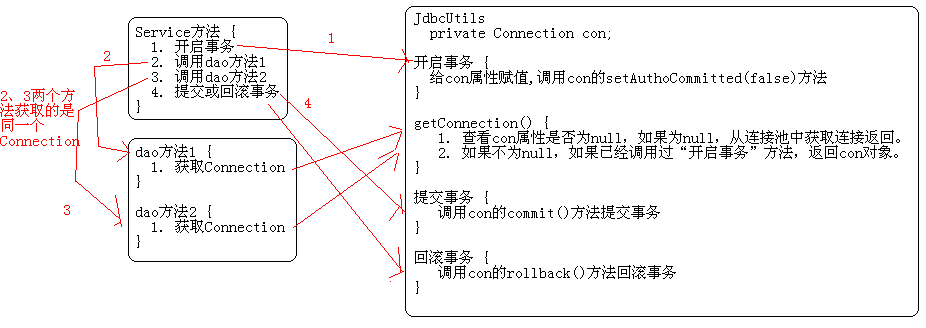 Service方法 {
1. 开启事务
2. 调用dao方法1
3. 调用dao方法2
4. 提交或回滚事务
}
1
2
2、3两个方
法获取的是
同一个
Connection
3
4
dao方法1 {
1. 获取Connection
}
dao方法2 {
1. 获取Connection
}
JdbcUtils
private Connection con;
开启事务 {
给con属性赋值,调用con的setAuthoCommitted(false)方法
}
getConnection() {
1. 查看con属性是否为null，如果为null，从连接池中获取连接返回。
2. 如果不为null，如果已经调用过“开启事务”方法，返回con对象。
}
提交事务 {
调用con的commit()方法提交事务
}
回滚事务 {
调用con的rollback()方法回滚事务
}